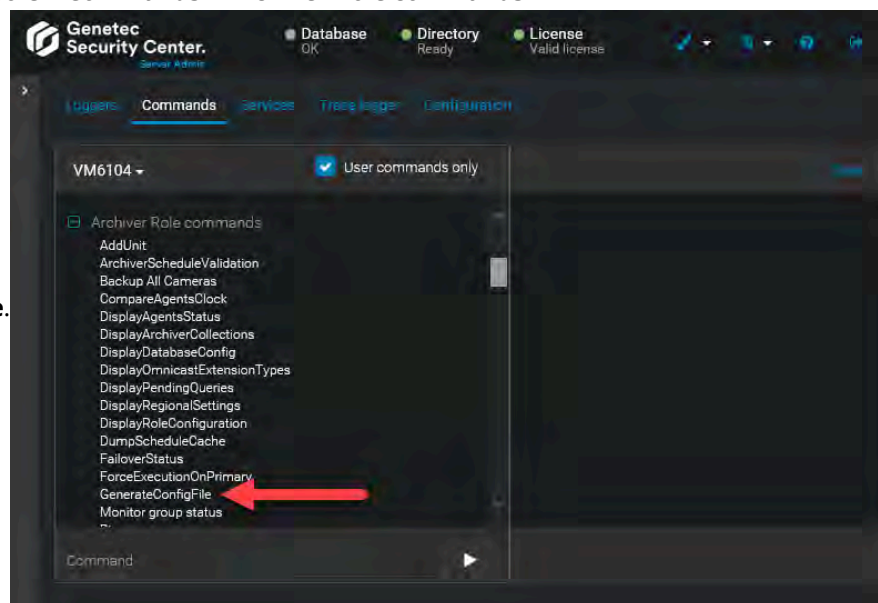 Genetec
Security Center.
Server Admin
Database
OK
Directory
Ready
License
Valid license
Loggers Commands Services Trace logger Configuration
VM6104
User commands only
Archiver Role commands
AddUnit
ArchiverScheduleValidation
Backup All Cameras
CompareAgentsClock
DisplayAgentsStatus
DisplayArchiverCollections
DisplayDatabaseConfig
DisplayOmnicastExtensionTypes
DisplayPendingQueries
DisplayRegionalSettings
DisplayRoleConfiguration
DumpScheduleCache
FailoverStatus
ForceExecutionOnPrimary
GenerateConfigFile
Monitor group status
e.
Command